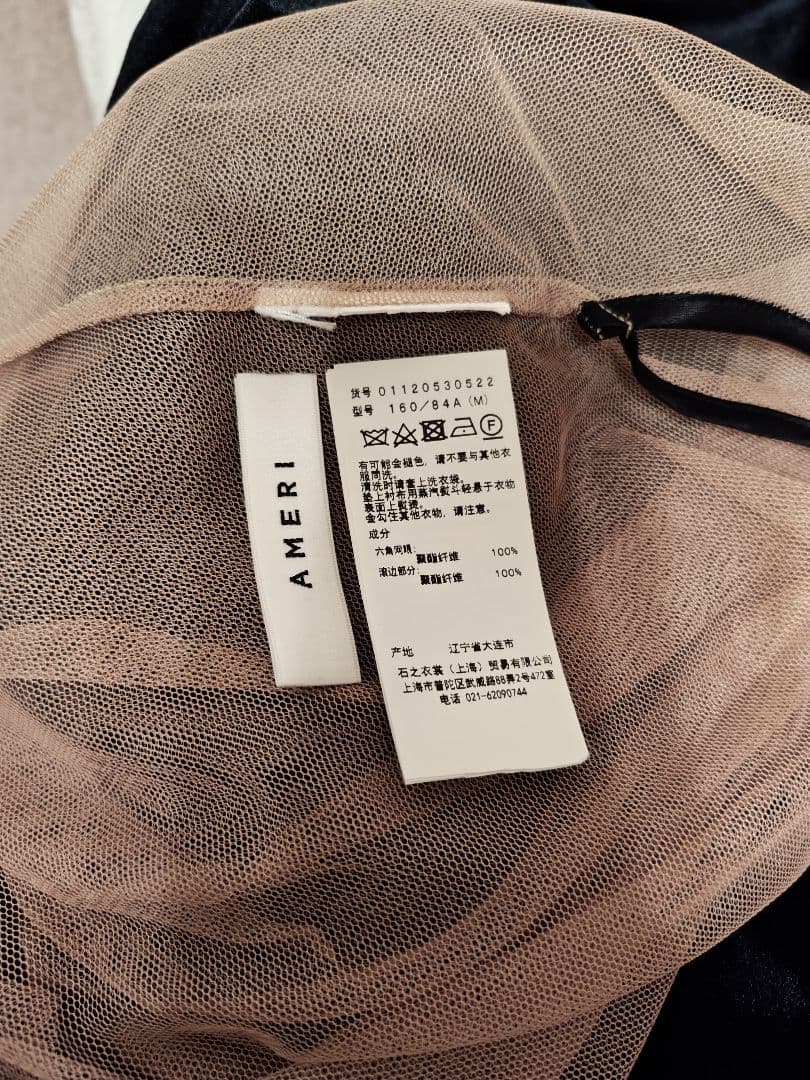 AMERI
货号 01120530522
型号 160/84A (M)
F
有可能会褪色, 请不要与其他衣
服同洗。
清洗时请套上洗衣袋。
垫上衬布用蒸汽熨斗轻悬于衣物
表面上熨烫。
会勾住其他衣物, 请注意。
成分
六角网眼: 聚酯纤维 100%
滚边部分: 聚酯纤维 100%
产地 辽宁省大连市
石之衣裳 (上海) 贸易有限公司
上海市普陀区武威路88弄2号472室
电话 021-62090744